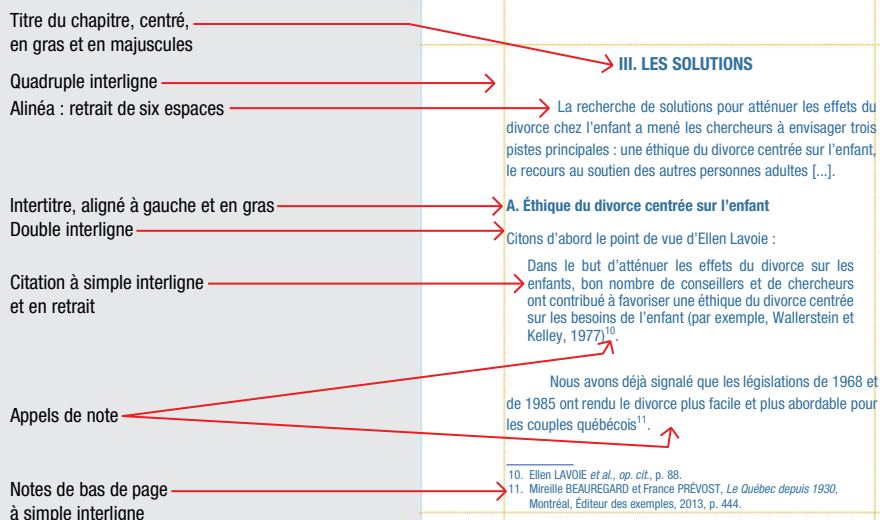 Titre du chapitre, centré,
en gras et en majuscules
Quadruple interligne
Alinéa : retrait de six espaces
Intertitre, aligné à gauche et en gras
Double interligne
Citation à simple interligne
et en retrait
Appels de note
Notes de bas de page
à simple interligne
III. LES SOLUTIONS
La recherche de solutions pour atténuer les effets du
divorce chez l’enfant a mené les chercheurs à envisager trois
pistes principales : une éthique du divorce centrée sur l’enfant,
le recours au soutien des autres personnes adultes [...].
A. Éthique du divorce centrée sur l’enfant
Citons d’abord le point de vue d’Ellen Lavoie :
Dans le but d’atténuer les effets du divorce sur les
enfants, bon nombre de conseillers et de chercheurs
ont contribué à favoriser une éthique du divorce centrée
sur les besoins de l’enfant (par exemple, Wallerstein et
Kelley, 1977)¹⁰.
Nous avons déjà signalé que les législations de 1968 et
de 1985 ont rendu le divorce plus facile et plus abordable pour
les couples québécois¹¹.
10. Ellen LAVOIE et al., op. cit., p. 88.
11. Mireille BEAUREGARD et France PRÉVOST, Le Québec depuis 1930,
Montréal, Éditeur des exemples, 2013, p. 444.